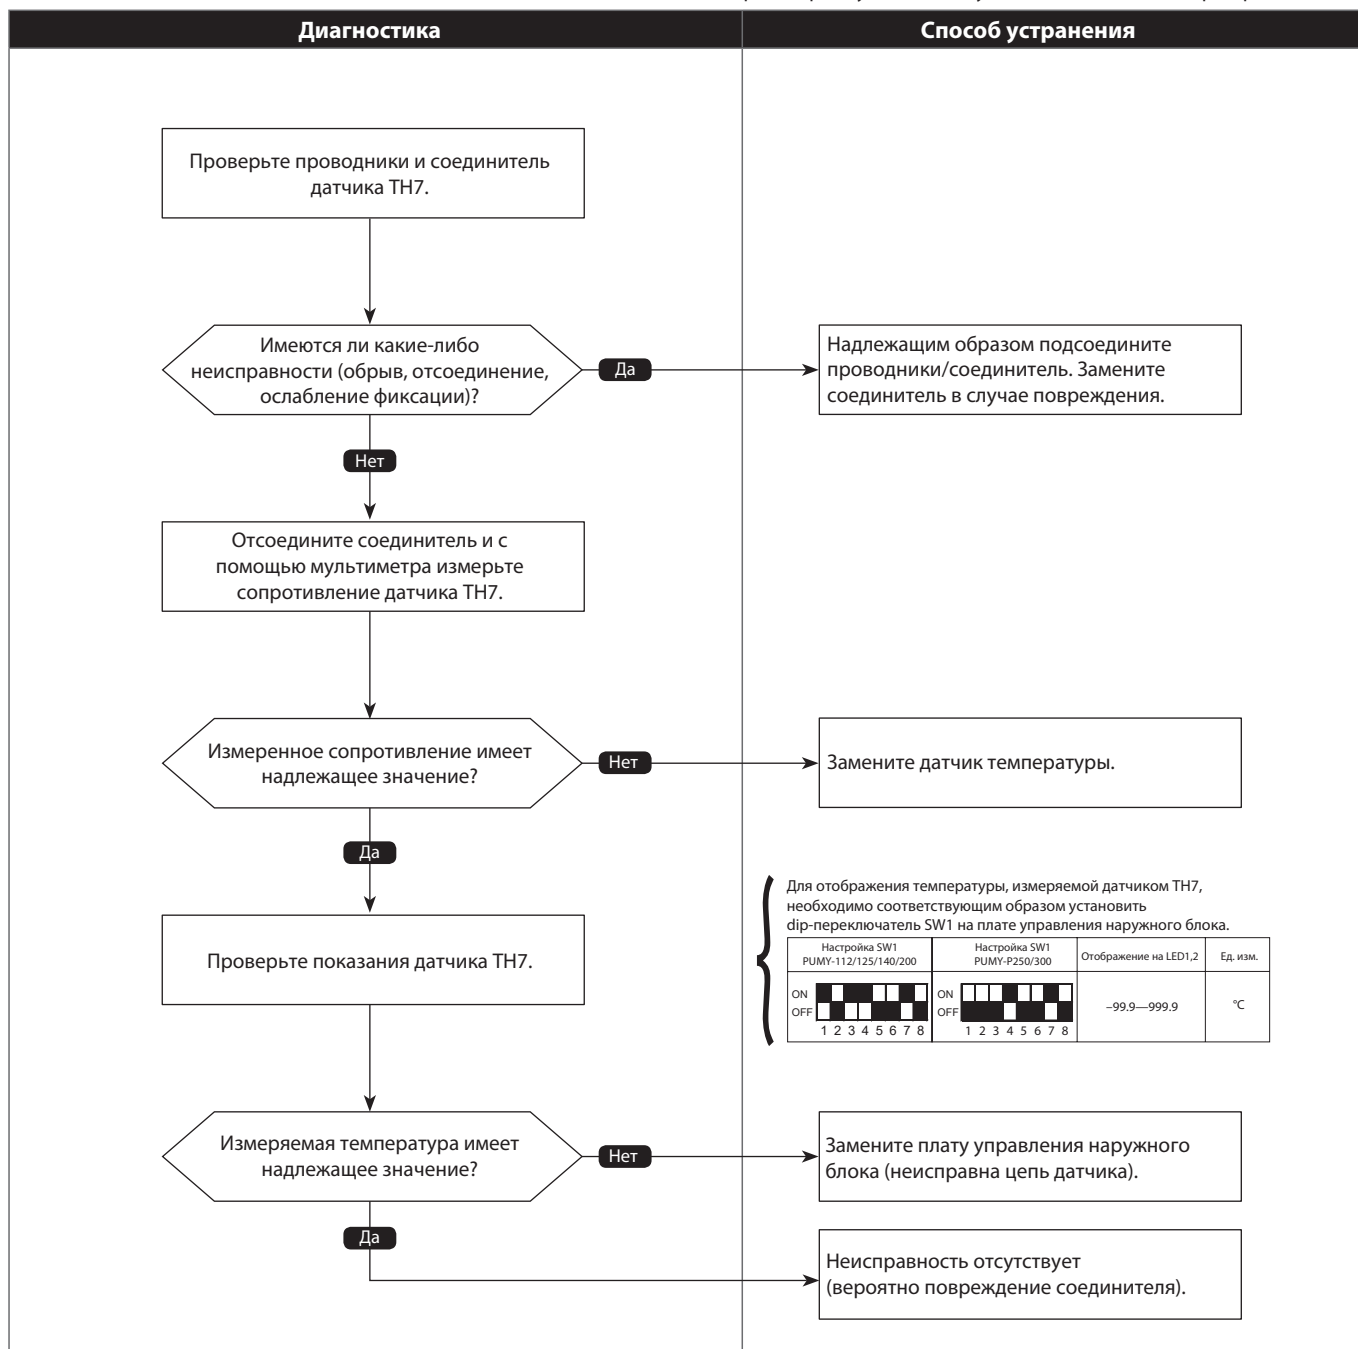 Диагностика
Способ устранения
Проверьте проводники и соединитель
датчика TH7.
Имеются ли какие-либо
неисправности (обрыв, отсоединение,
ослабление фиксации)?
Да
Надлежащим образом подсоедините
проводники/соединитель. Замените
соединитель в случае повреждения.
Нет
Отсоедините соединитель и с
помощью мультиметра измерьте
сопротивление датчика TH7.
Измеренное сопротивление имеет
надлежащее значение?
Нет
Замените датчик температуры.
Да
Проверьте показания датчика TH7.
Для отображения температуры, измеряемой датчиком TH7,
необходимо соответствующим образом установить
dip-переключатель SW1 на плате управления наружного блока.
Настройка SW1
PUMY-112/125/140/200
Настройка SW1
PUMY-P250/300
Отображение на LED1,2
Ед. изм.
ON
OFF
1 2 3 4 5 6 7 8
ON
OFF
1 2 3 4 5 6 7 8
–99.9—999.9
°C
Измеряемая температура имеет
надлежащее значение?
Нет
Замените плату управления наружного
блока (неисправна цепь датчика).
Да
Неисправность отсутствует
(вероятно повреждение соединителя).